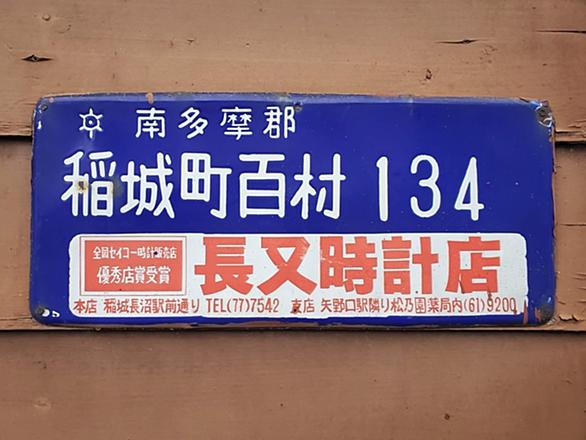 南多摩郡
稲城町百村 134
全国セイコー時計販売店
優秀店賞受賞
長又時計店
本店 稲城長沼駅前通り TEL(77)7542 支店 矢野口駅隣り松乃園薬局内(61)9200